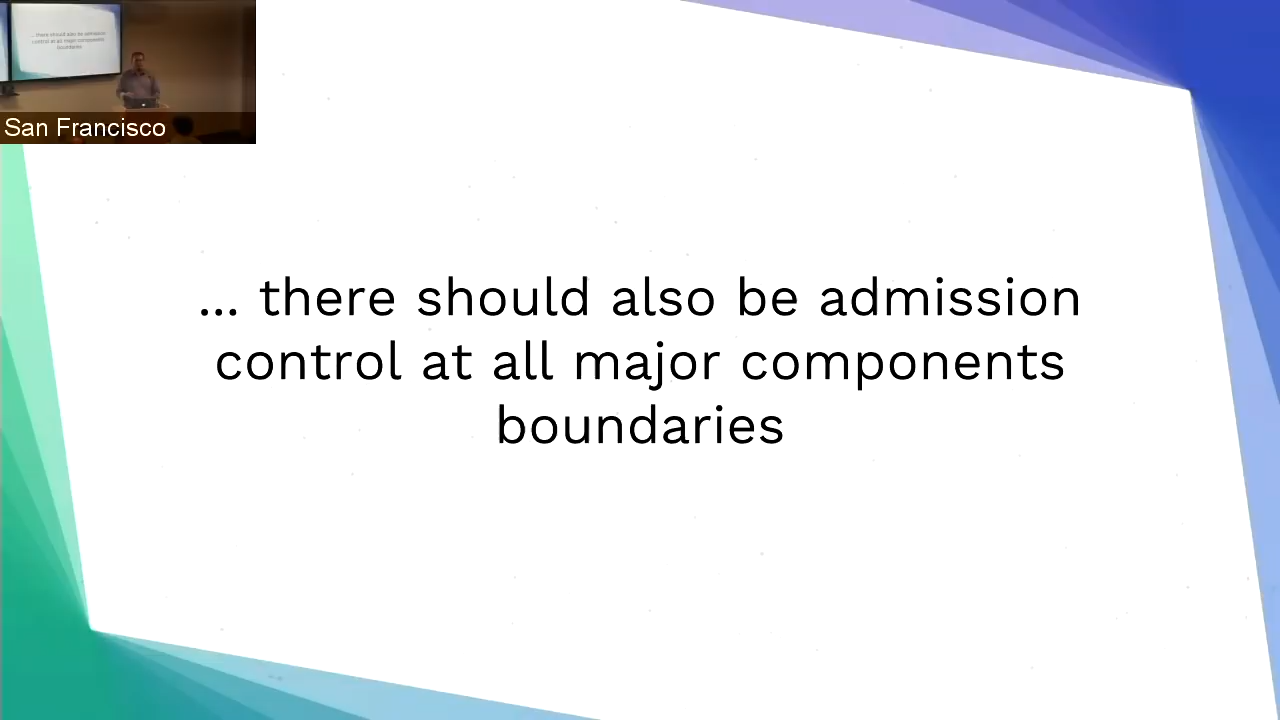 San Francisco
... there should also be admission
control at all major components
boundaries